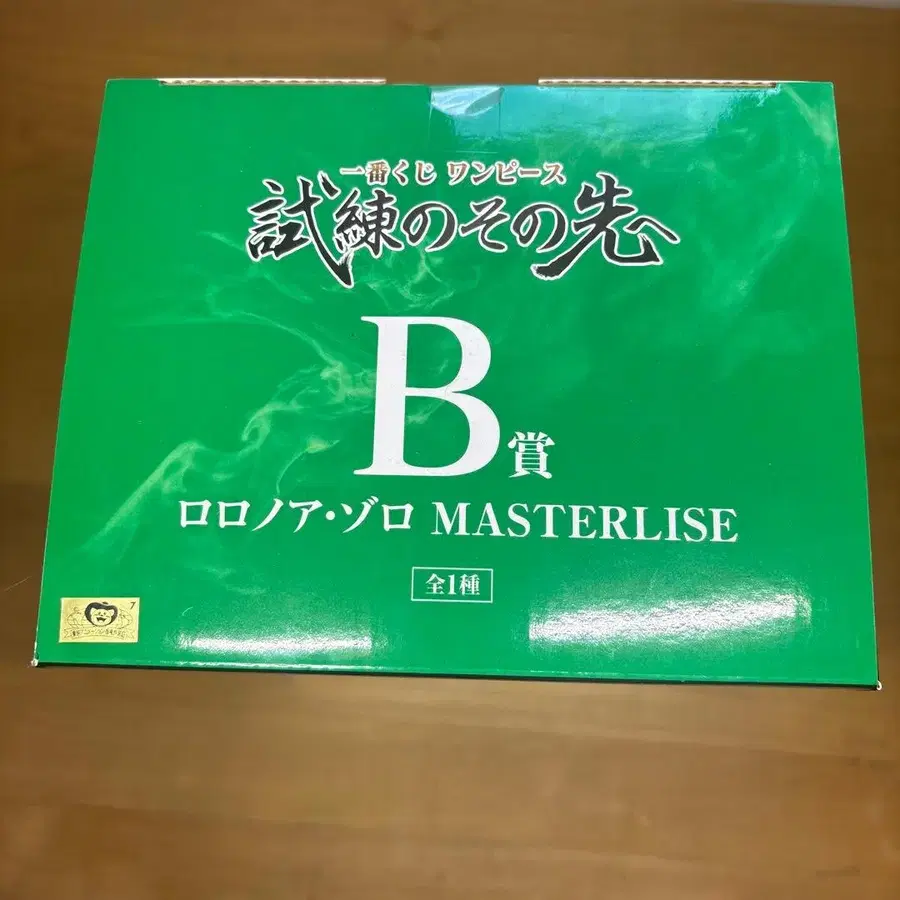 一番くじ ワンピース
試練のその先へ
B賞
ロロノア・ゾロ MASTERLISE
全1種
7